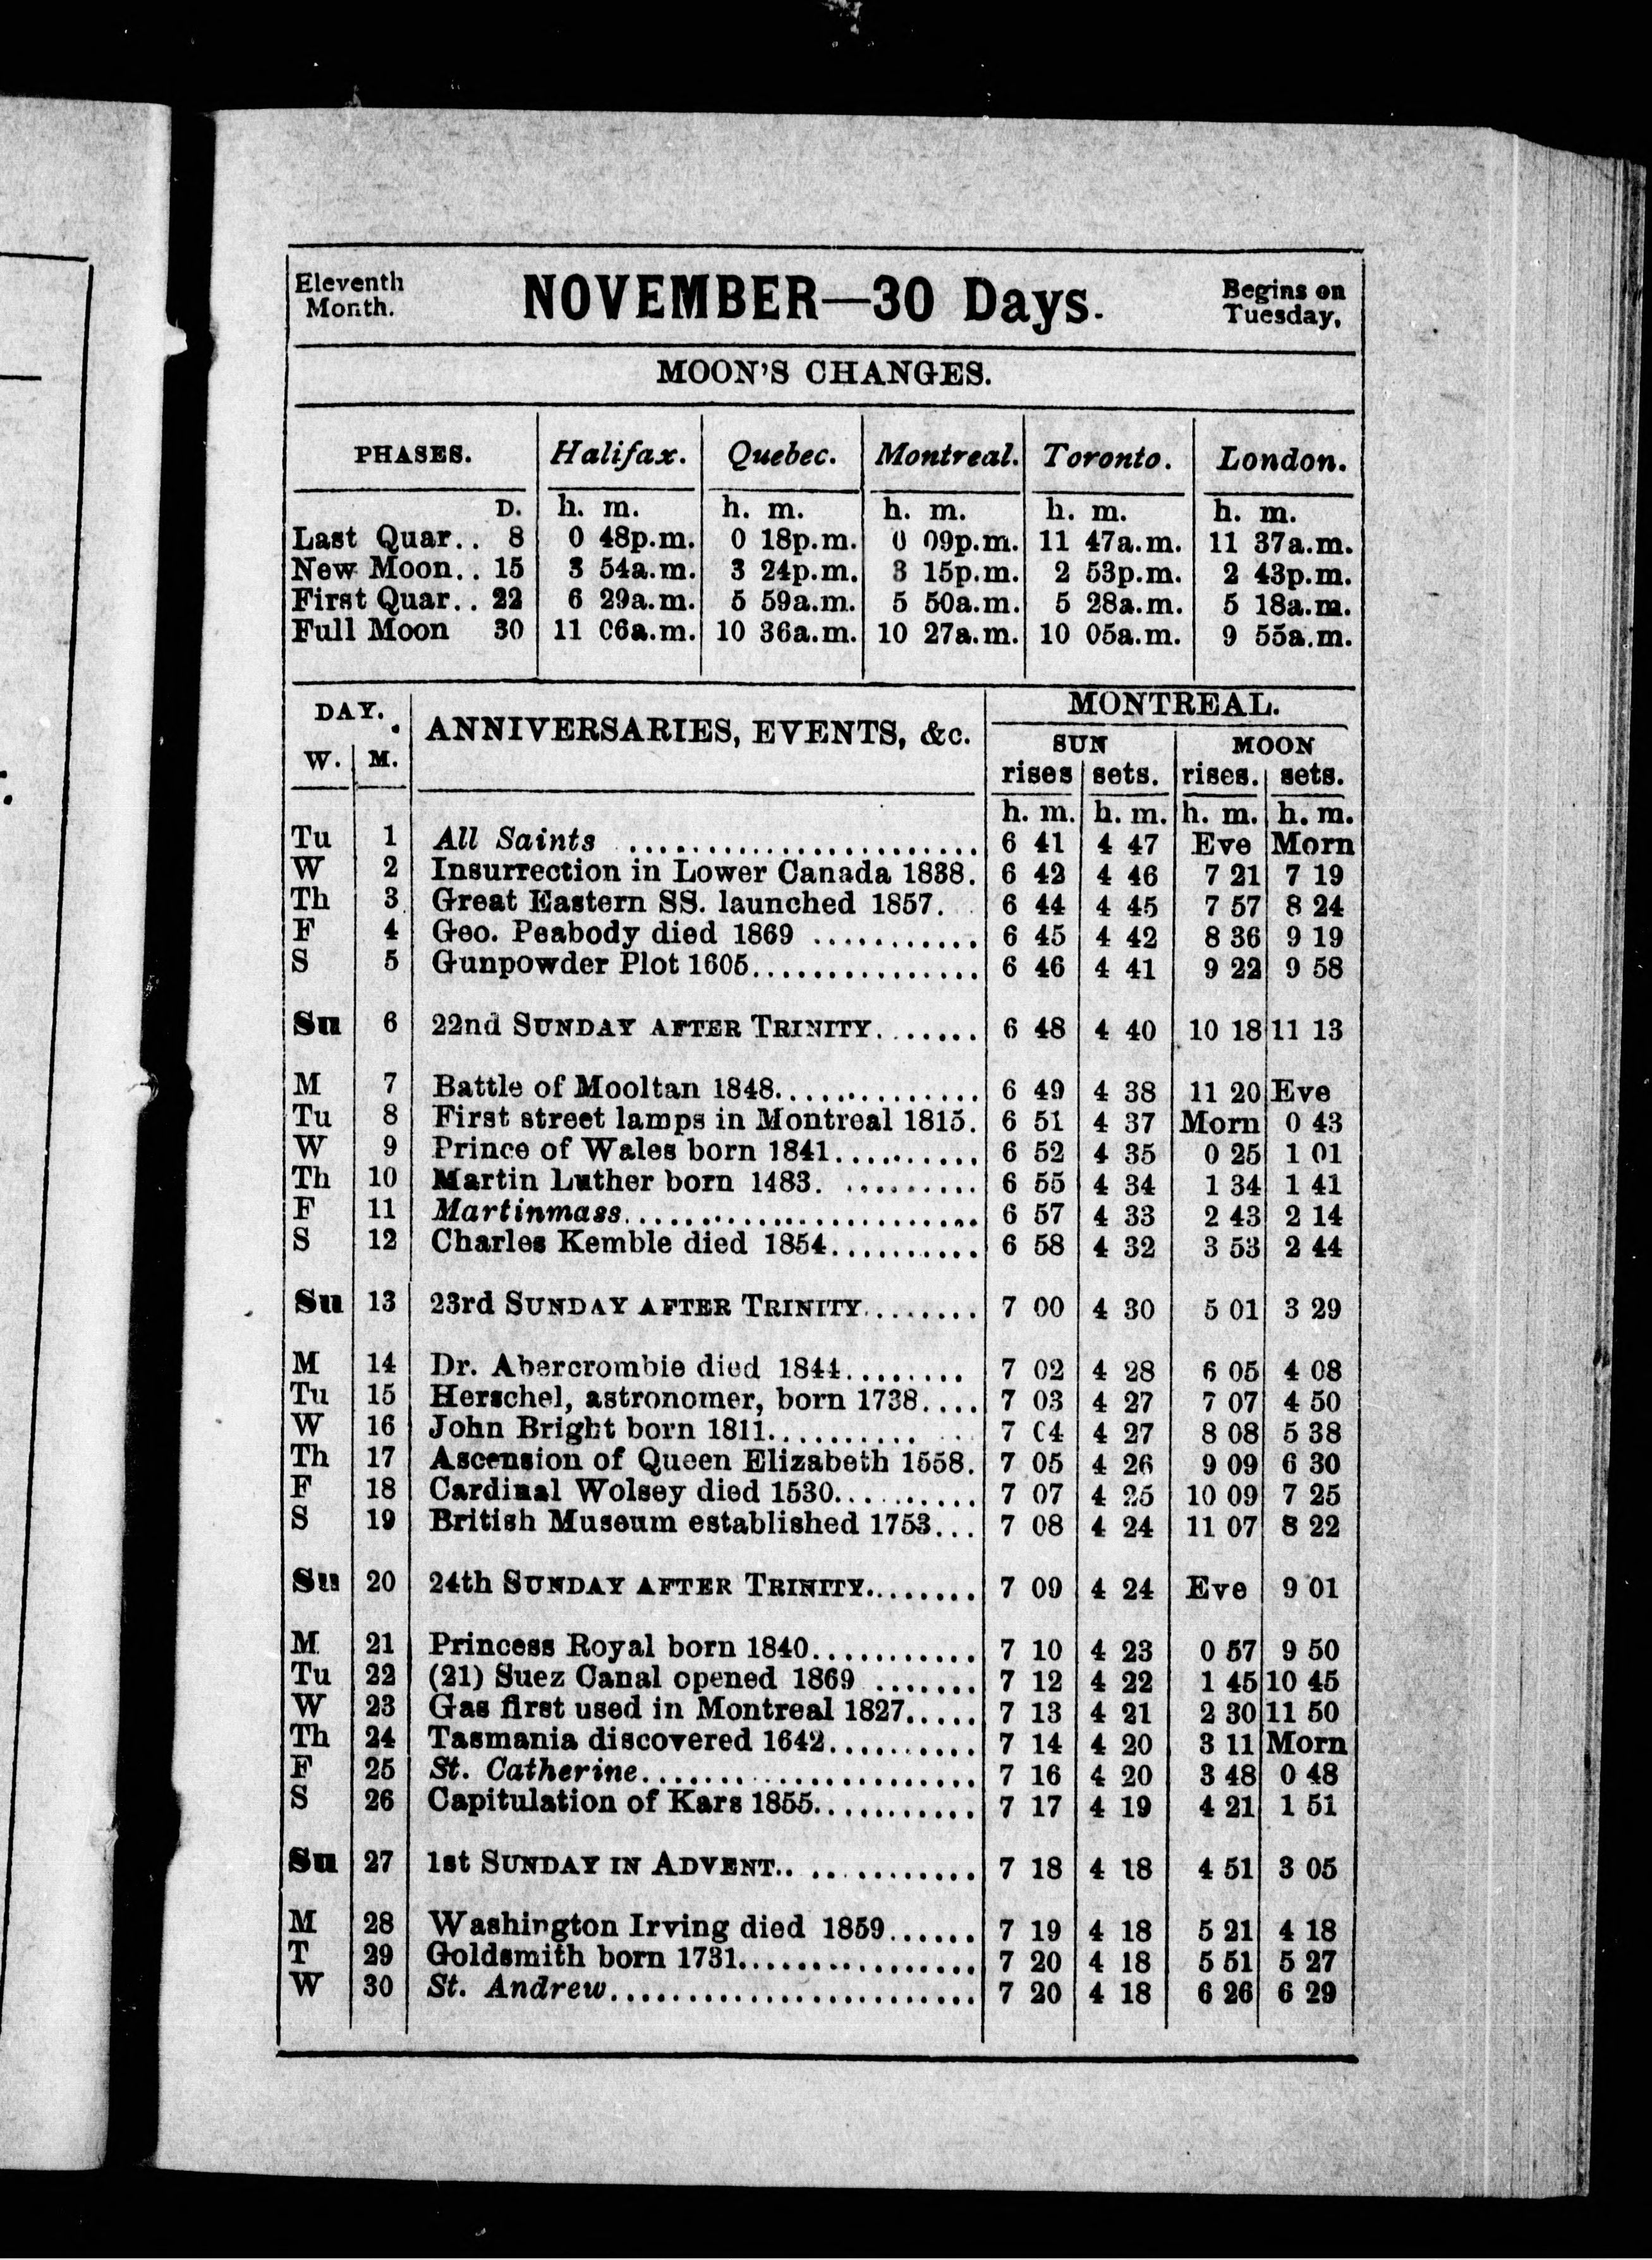 Eleventh Month. NOVEMBER—30 Days. Begins on Tuesday,
MOON'S CHANGES.
PHASES. Halifax. Quebec. Montreal. Toronto. London.
D. h. m. h. m. h. m. h. m. h. m.
Last Quar.. 8 0 48p.m. 0 18p.m. 0 09p.m. 11 47a.m. 11 37a.m.
New Moon.. 15 3 54a.m. 3 24p.m. 3 15p.m. 2 53p.m. 2 43p.m.
First Quar.. 22 6 29a.m. 5 59a.m. 5 50a.m. 5 28a.m. 5 18a.m.
Full Moon 30 11 06a.m. 10 36a.m. 10 27a.m. 10 05a.m. 9 55a.m.
DAY. ANNIVERSARIES, EVENTS, &c. MONTREAL.
W. M. SUN MOON
rises sets. rises. sets.
h. m. h. m. h. m. h. m.
Tu 1 All Saints ........................ 6 41 4 47 Eve Morn
W 2 Insurrection in Lower Canada 1838. 6 42 4 46 7 21 7 19
Th 3 Great Eastern SS. launched 1857. 6 44 4 45 7 57 8 24
F 4 Geo. Peabody died 1869 ........... 6 45 4 42 8 36 9 19
S 5 Gunpowder Plot 1605............... 6 46 4 41 9 22 9 58
Su 6 22nd SUNDAY AFTER TRINITY....... 6 48 4 40 10 18 11 13
M 7 Battle of Mooltan 1848.............. 6 49 4 38 11 20 Eve
Tu 8 First street lamps in Montreal 1815. 6 51 4 37 Morn 0 43
W 9 Prince of Wales born 1841.......... 6 52 4 35 0 25 1 01
Th 10 Martin Luther born 1483. ......... 6 55 4 34 1 34 1 41
F 11 Martinmass....................... 6 57 4 33 2 43 2 14
S 12 Charles Kemble died 1854.......... 6 58 4 32 3 53 2 44
Su 13 23rd SUNDAY AFTER TRINITY........ 7 00 4 30 5 01 3 29
M 14 Dr. Abercrombie died 1844........ 7 02 4 28 6 05 4 08
Tu 15 Herschel, astronomer, born 1738.... 7 03 4 27 7 07 4 50
W 16 John Bright born 1811.......... .. 7 04 4 27 8 08 5 38
Th 17 Ascension of Queen Elizabeth 1558. 7 05 4 26 9 09 6 30
F 18 Cardinal Wolsey died 1530.......... 7 07 4 25 10 09 7 25
S 19 British Museum established 1753... 7 08 4 24 11 07 8 22
Su 20 24th SUNDAY AFTER TRINITY........ 7 09 4 24 Eve 9 01
M 21 Princess Royal born 1840........... 7 10 4 23 0 57 9 50
Tu 22 (21) Suez Canal opened 1869 ....... 7 12 4 22 1 45 10 45
W 23 Gas first used in Montreal 1827..... 7 13 4 21 2 30 11 50
Th 24 Tasmania discovered 1642.......... 7 14 4 20 3 11 Morn
F 25 St. Catherine...................... 7 16 4 20 3 48 0 48
S 26 Capitulation of Kars 1855........... 7 17 4 19 4 21 1 51
Su 27 1st SUNDAY IN ADVENT.. ........... 7 18 4 18 4 51 3 05
M 28 Washington Irving died 1859...... 7 19 4 18 5 21 4 18
T 29 Goldsmith born 1731................ 7 20 4 18 5 51 5 27
W 30 St. Andrew........................ 7 20 4 18 6 26 6 29